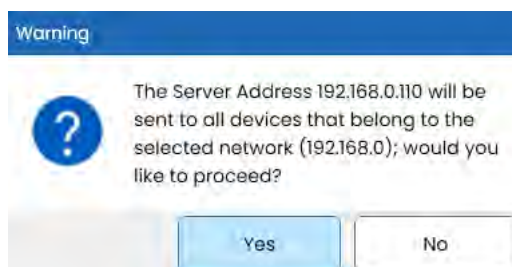 Warning
The Server Address 192.168.0.110 will be
sent to all devices that belong to the
selected network (192.168.0); would you
like to proceed?
Yes
No